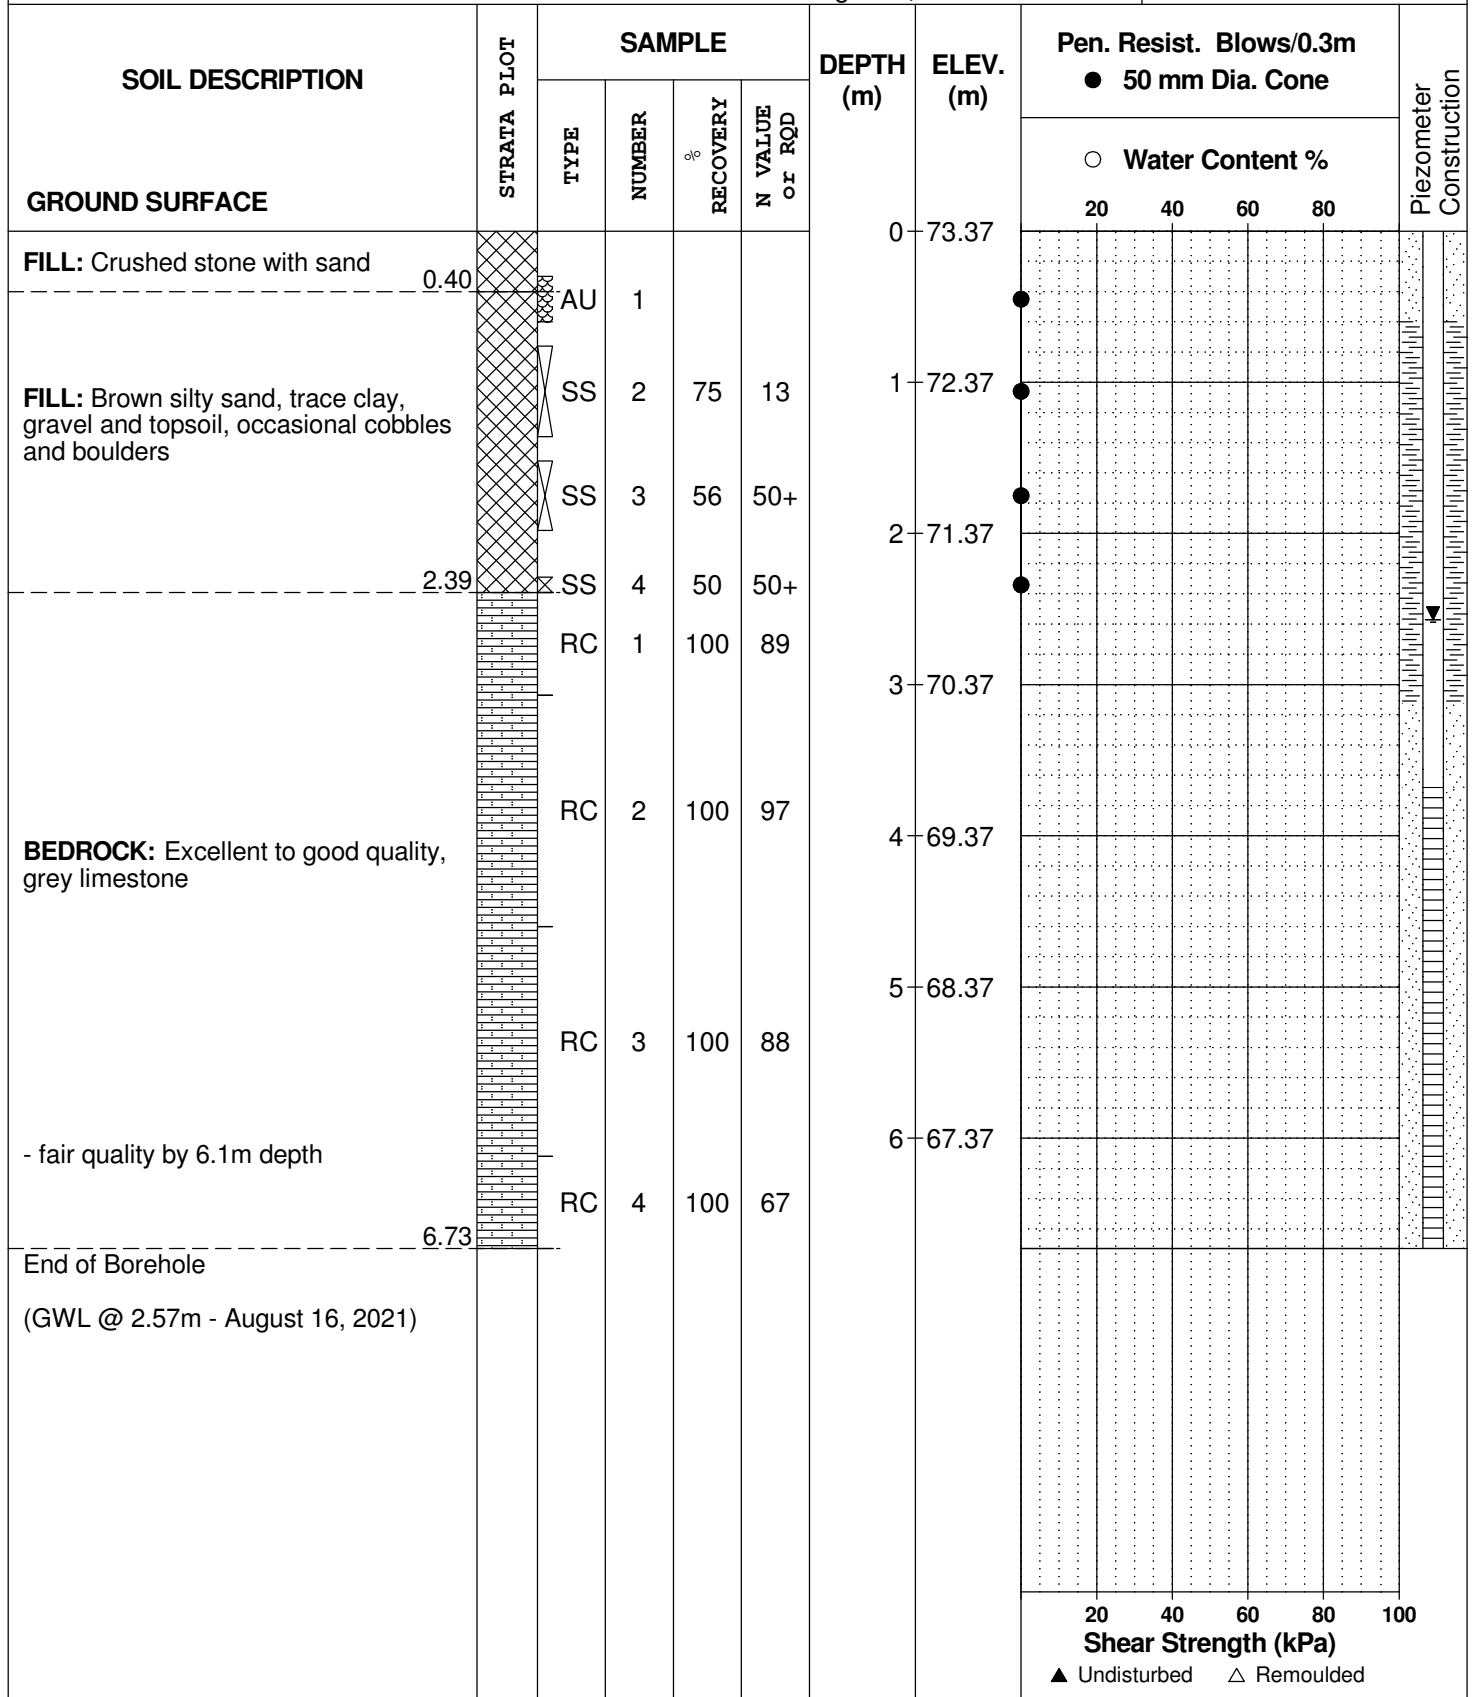 SOIL DESCRIPTION
GROUND SURFACE
STRATA PLOT
SAMPLE
TYPE
NUMBER
% RECOVERY
N VALUE or RQD
DEPTH (m)
ELEV. (m)
Pen. Resist. Blows/0.3m
● 50 mm Dia. Cone
○ Water Content %
20 40 60 80
Piezometer Construction
0 73.37
FILL: Crushed stone with sand
0.40
AU 1
FILL: Brown silty sand, trace clay,
gravel and topsoil, occasional cobbles
and boulders
SS 2 75 13
1 72.37
SS 3 56 50+
2 71.37
2.39
SS 4 50 50+
RC 1 100 89
3 70.37
RC 2 100 97
4 69.37
BEDROCK: Excellent to good quality,
grey limestone
5 68.37
RC 3 100 88
6 67.37
- fair quality by 6.1m depth
RC 4 100 67
6.73
End of Borehole
(GWL @ 2.57m - August 16, 2021)
20 40 60 80 100
Shear Strength (kPa)
▲ Undisturbed △ Remoulded